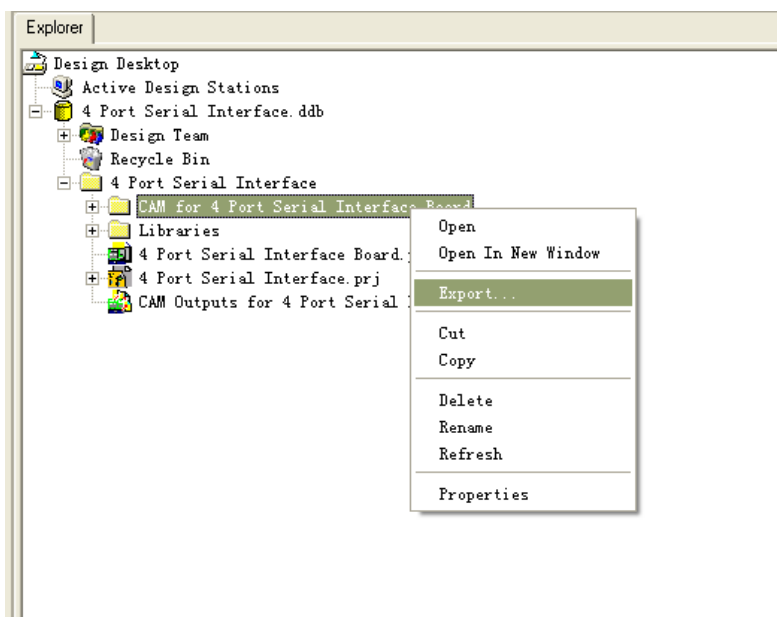 Explorer
Design Desktop
Active Design Stations
4 Port Serial Interface.ddb
Design Team
Recycle Bin
4 Port Serial Interface
CAM for 4 Port Serial Interface Board
Libraries
4 Port Serial Interface Board.
4 Port Serial Interface.prj
CAM Outputs for 4 Port Serial
Open
Open In New Window
Export...
Cut
Copy
Delete
Rename
Refresh
Properties